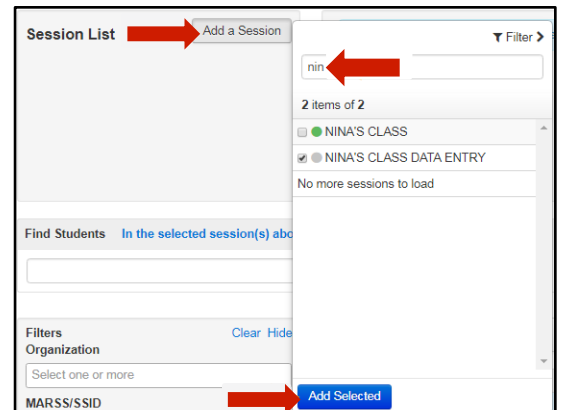 Session List
Add a Session
Filter
nin
2 items of 2
NINA'S CLASS
NINA'S CLASS DATA ENTRY
No more sessions to load
Find Students In the selected session(s) abo
Filters Clear Hide
Organization
Select one or more
MARSS/SSID
Add Selected